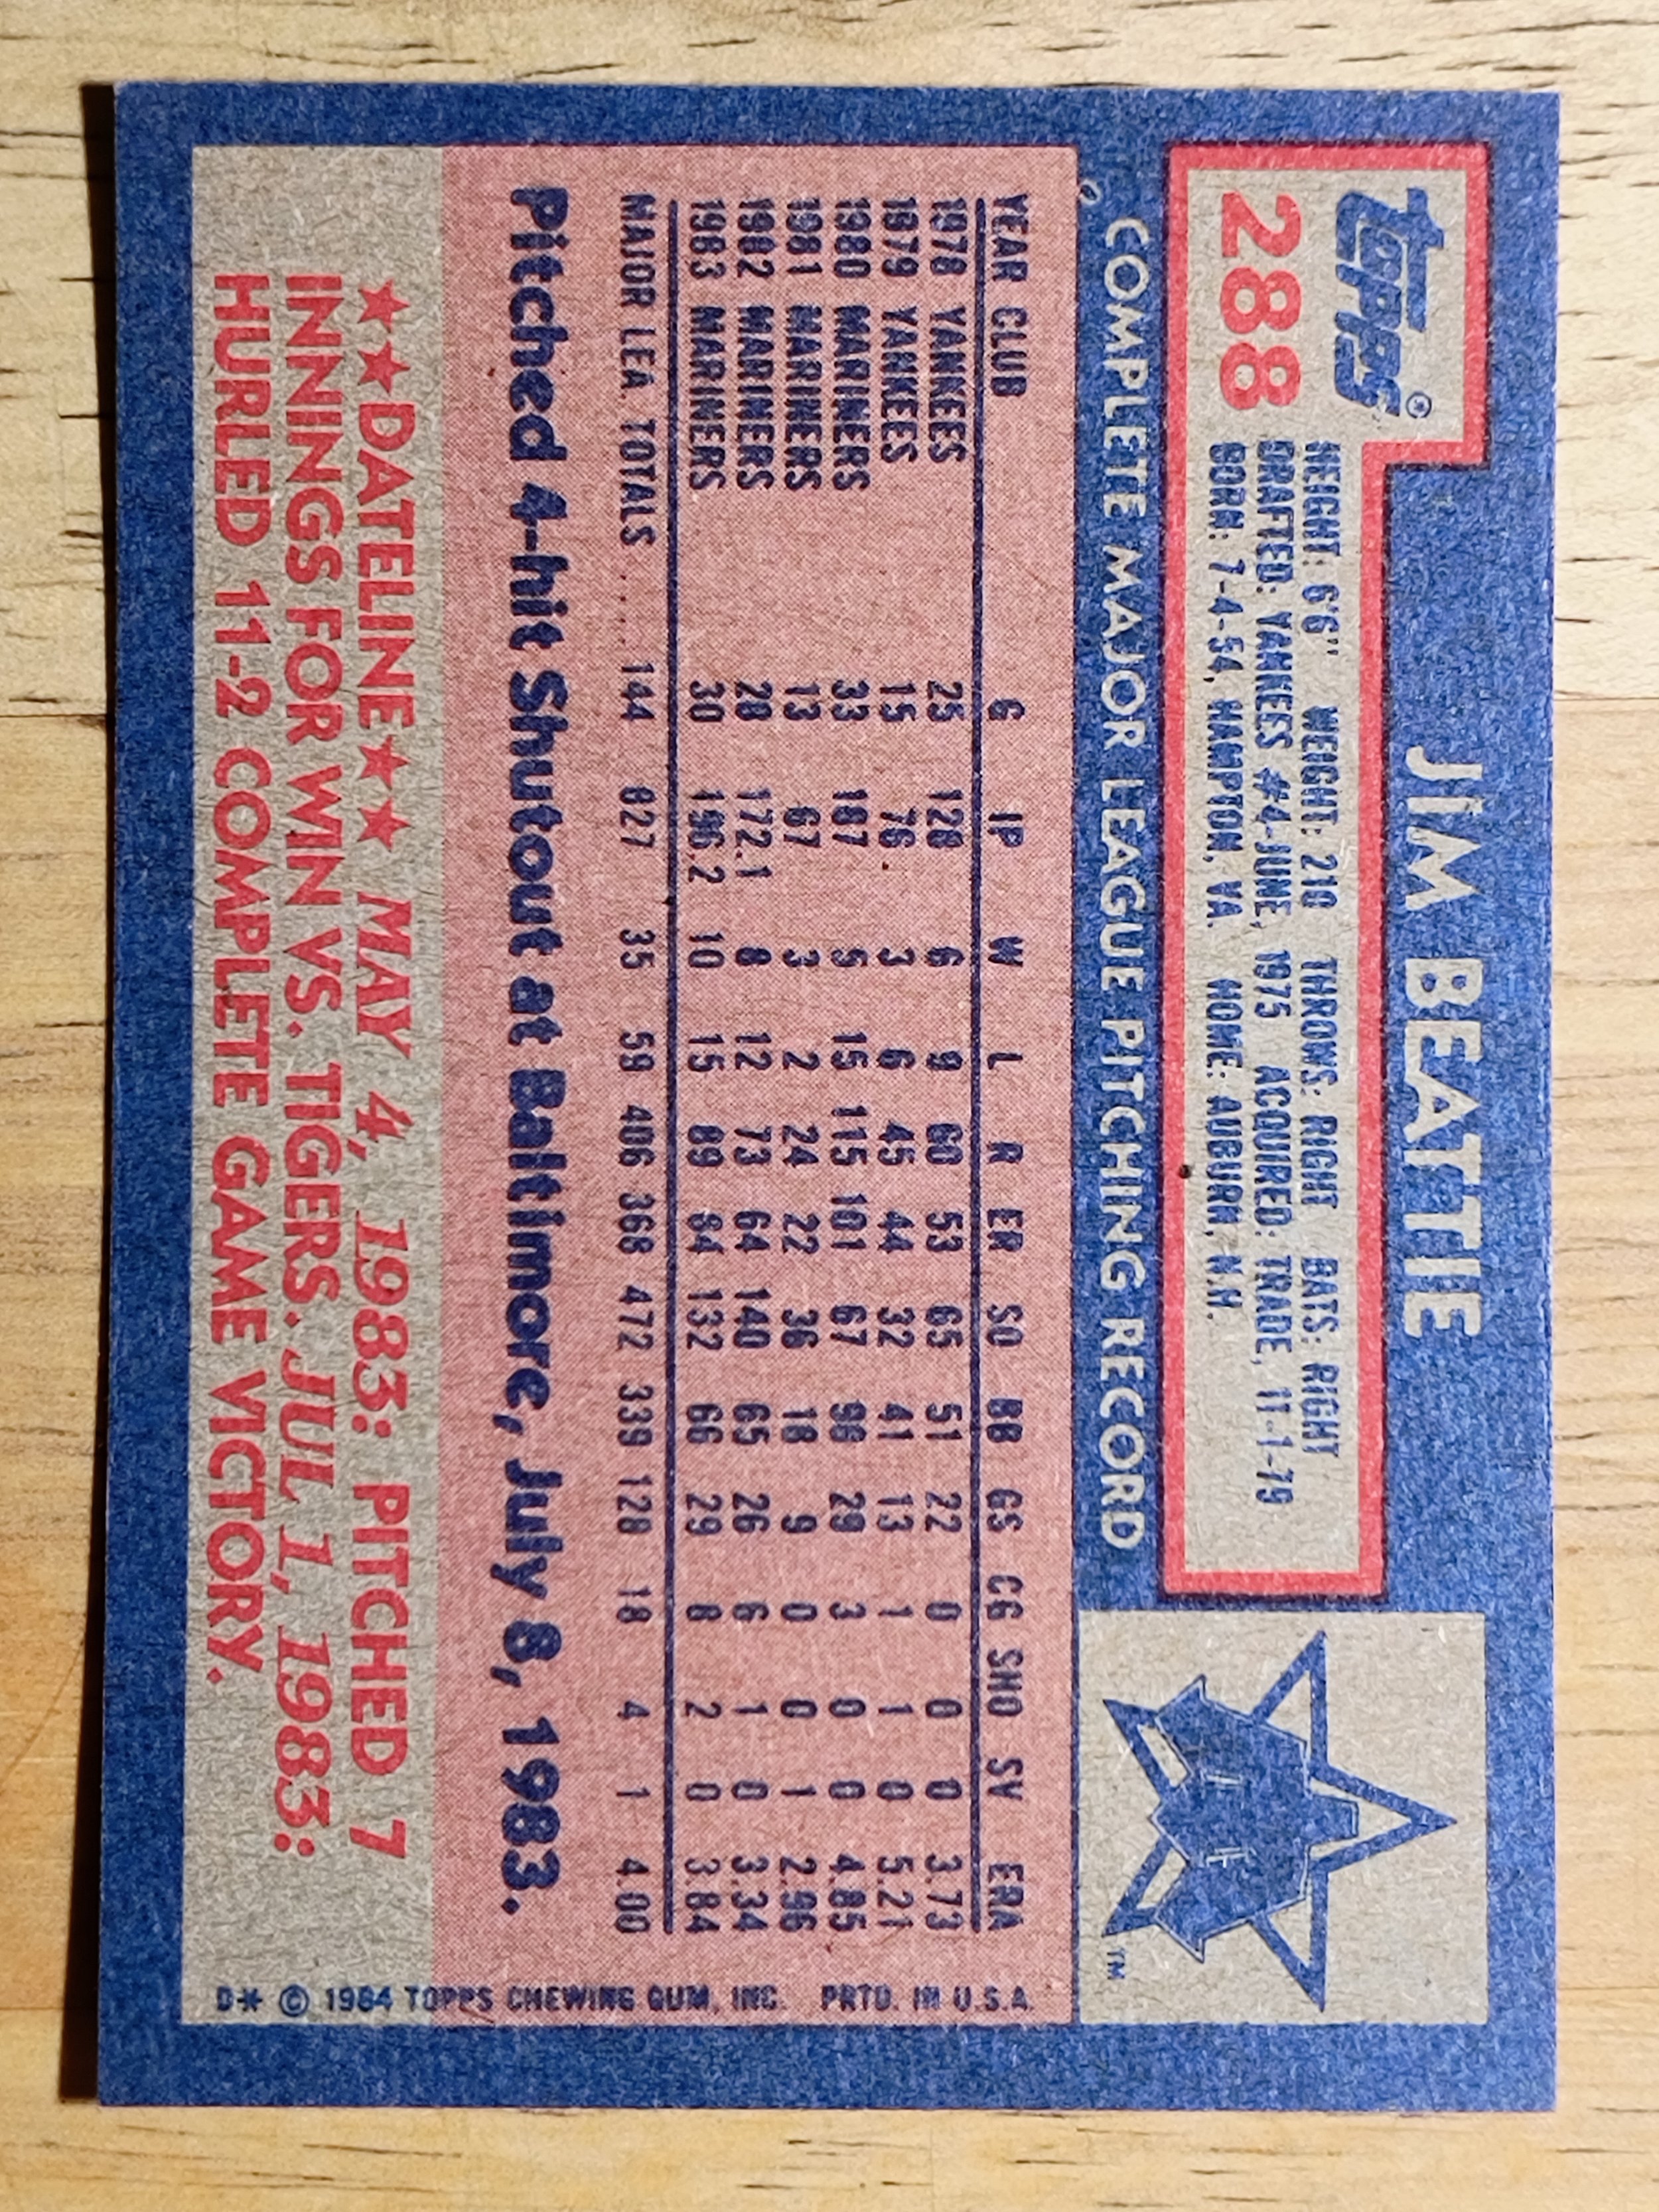 topps®
288
JIM BEATTIE
HEIGHT: 6'6" WEIGHT: 210 THROWS: RIGHT BATS: RIGHT
DRAFTED: YANKEES #4-JUNE, 1975 ACQUIRED: TRADE, 11-1-79
BORN: 7-4-54, HAMPTON, VA. HOME: AUBURN, N.H.
COMPLETE MAJOR LEAGUE PITCHING RECORD
TM
YEAR CLUB G IP W L R ER SO BB GS CG SHO SV ERA
1978 YANKEES 25 128 6 9 60 53 65 51 22 0 0 0 3.73
1979 YANKEES 15 76 3 6 45 44 32 41 13 1 1 0 5.21
1980 MARINERS 33 187 5 15 115 101 67 98 29 3 0 0 4.85
1981 MARINERS 13 67 3 2 24 22 36 18 9 0 0 1 2.96
1982 MARINERS 28 172.1 8 12 73 64 140 65 26 6 1 0 3.34
1983 MARINERS 30 196.2 10 15 89 84 132 66 29 8 2 0 3.84
MAJOR LEA. TOTALS .... 144 827 35 59 406 368 472 339 128 18 4 1 4.00
Pitched 4-hit Shutout at Baltimore, July 8, 1983.
★★DATELINE★★ MAY 4, 1983: PITCHED 7
INNINGS FOR WIN VS. TIGERS. JUL 1, 1983:
HURLED 11-2 COMPLETE GAME VICTORY.
D* © 1984 TOPPS CHEWING GUM, INC. PRTD. IN U.S.A.